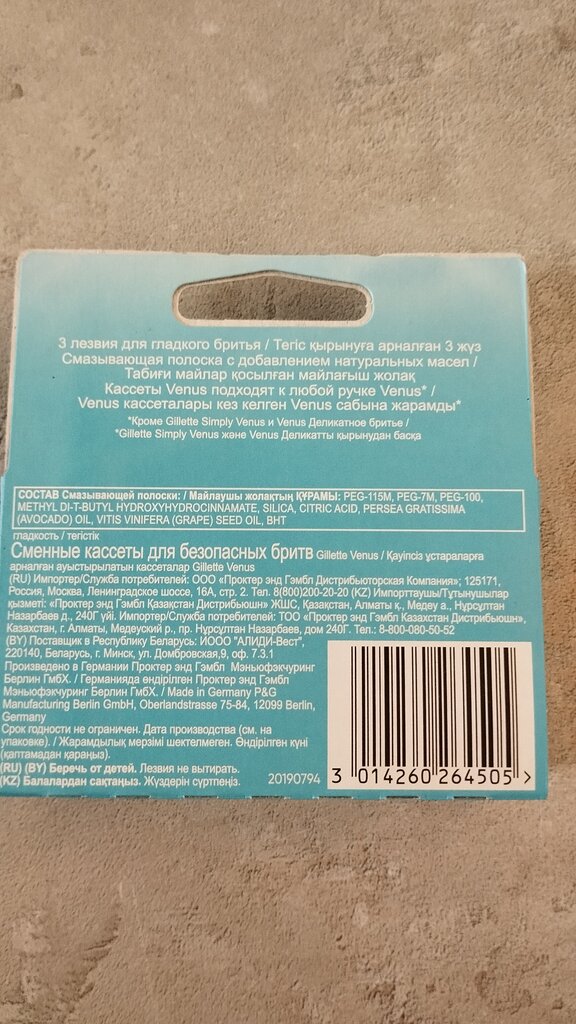 3 лезвия для гладкого бритья / Тегіс қырынуға арналған 3 жүз
Смазывающая полоска с добавлением натуральных масел /
Табиғи майлар қосылған майлағыш жолақ
Кассеты Venus подходят к любой ручке Venus* /
Venus кассеталары кез келген Venus сабына жарамды*
*Кроме Gillette Simply Venus и Venus Деликатное бритье /
*Gillette Simply Venus және Venus Деликатты қырынудан басқа
СОСТАВ Смазывающей полоски: / Майлаушы жолақтың ҚҰРАМЫ: PEG-115M, PEG-7M, PEG-100,
METHYL DI-T-BUTYL HYDROXYHYDROCINNAMATE, SILICA, CITRIC ACID, PERSEA GRATISSIMA
(AVOCADO) OIL, VITIS VINIFERA (GRAPE) SEED OIL, BHT
гладкость / тегістік
Сменные кассеты для безопасных бритв Gillette Venus / Қауіпсіз ұстараларға
арналған ауыстырылатын кассеталар Gillette Venus
(RU) Импортер/Служба потребителей: ООО «Проктер энд Гэмбл Дистрибьюторская Компания»; 125171,
Россия, Москва, Ленинградское шоссе, 16А, стр. 2. Тел. 8(800)200-20-20 (KZ) Импорттаушы/Тұтынушылар
қызметі: «Проктер энд Гэмбл Қазақстан Дистрибьюшн» ЖШС, Қазақстан, Алматы қ., Медеу а., Нұрсұлтан
Назарбаев д., 240Г үйі. Импортер/Служба потребителей: ТОО «Проктер энд Гэмбл Казахстан Дистрибьюшн»,
Казахстан, г. Алматы, Медеуский р., пр. Нұрсұлтан Назарбаев, дом 240Г. Тел.: 8-800-080-50-52
(BY) Поставщик в Республику Беларусь: ИООО "АЛИДИ-Вест",
220140, Беларусь, г. Минск, ул. Домбровская,9, оф. 7.3.1
Произведено в Германии Проктер энд Гэмбл Мэньюфэкчуринг
Берлин ГмбХ. / Германияда өндірілген Проктер энд Гэмбл
Мэньюфэкчуринг Берлин ГмбХ. / Made in Germany P&G
Manufacturing Berlin GmbH, Oberlandstrasse 75-84, 12099 Berlin,
Germany
Срок годности не ограничен. Дата производства (см. на
упаковке). / Жарамдылық мерзімі шектелмеген. Өндірілген күні
(қаптамадан қараңыз).
(RU) (BY) Беречь от детей. Лезвия не вытирать.
(KZ) Балалардан сақтаңыз. Жүздерін сүртпеңіз.
20190794
3 014260 264505 >